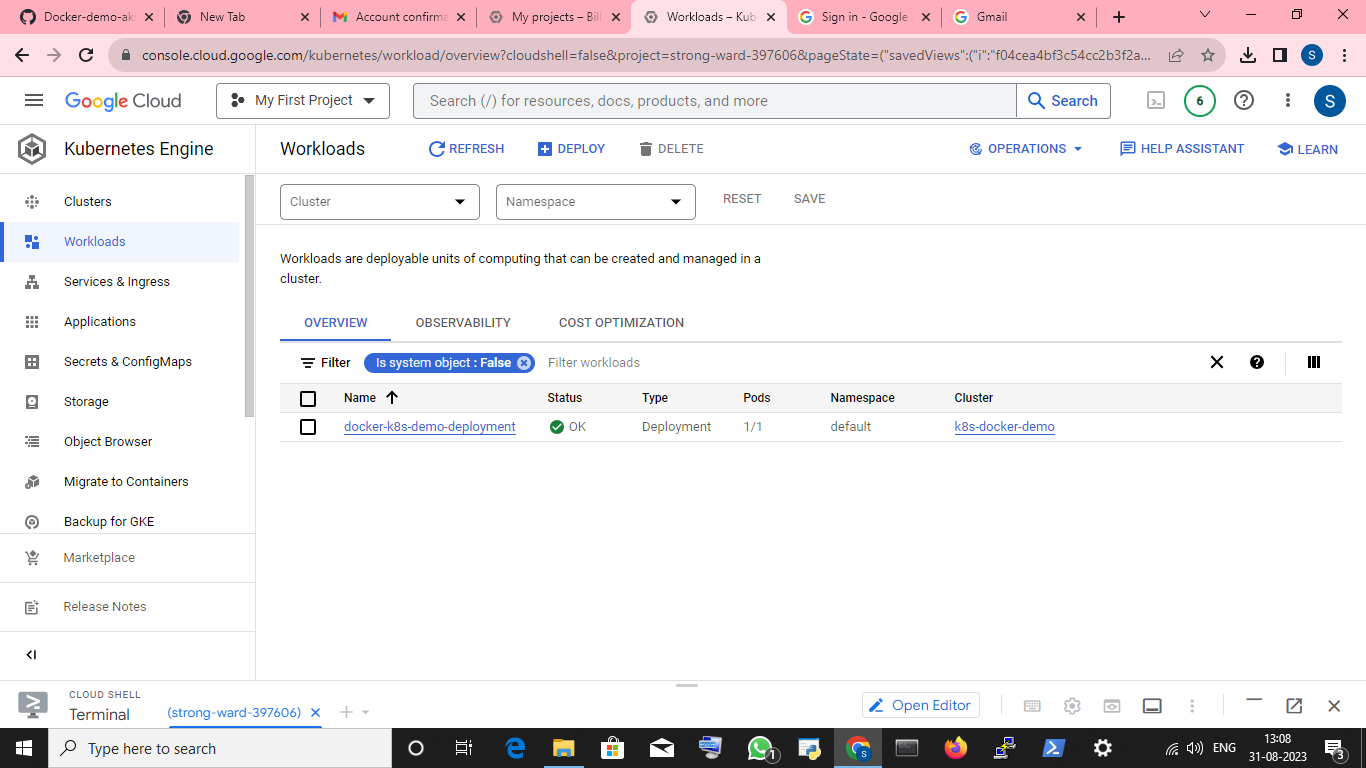 Docker-demo-ak
New Tab
Account confirma
My projects – Bil
Workloads – Kub
Sign in - Google
Gmail
console.cloud.google.com/kubernetes/workload/overview?cloudshell=false&project=strong-ward-397606&pageState=("savedViews":("i":"f04cea4bf3c54cc2b3f2a...
S
Google Cloud
My First Project
Search (/) for resources, docs, products, and more
Search
6
S
Kubernetes Engine
Workloads
REFRESH
DEPLOY
DELETE
OPERATIONS
HELP ASSISTANT
LEARN
Clusters
Workloads
Services & Ingress
Applications
Secrets & ConfigMaps
Storage
Object Browser
Migrate to Containers
Backup for GKE
Marketplace
Release Notes
Cluster
Namespace
RESET
SAVE
Workloads are deployable units of computing that can be created and managed in a
cluster.
OVERVIEW
OBSERVABILITY
COST OPTIMIZATION
Filter
Is system object : False
Filter workloads
Name
Status
Type
Pods
Namespace
Cluster
docker-k8s-demo-deployment
OK
Deployment
1/1
default
k8s-docker-demo
CLOUD SHELL
Terminal
(strong-ward-397606)
Open Editor
Type here to search
1
S
ENG
13:08
31-08-2023
3